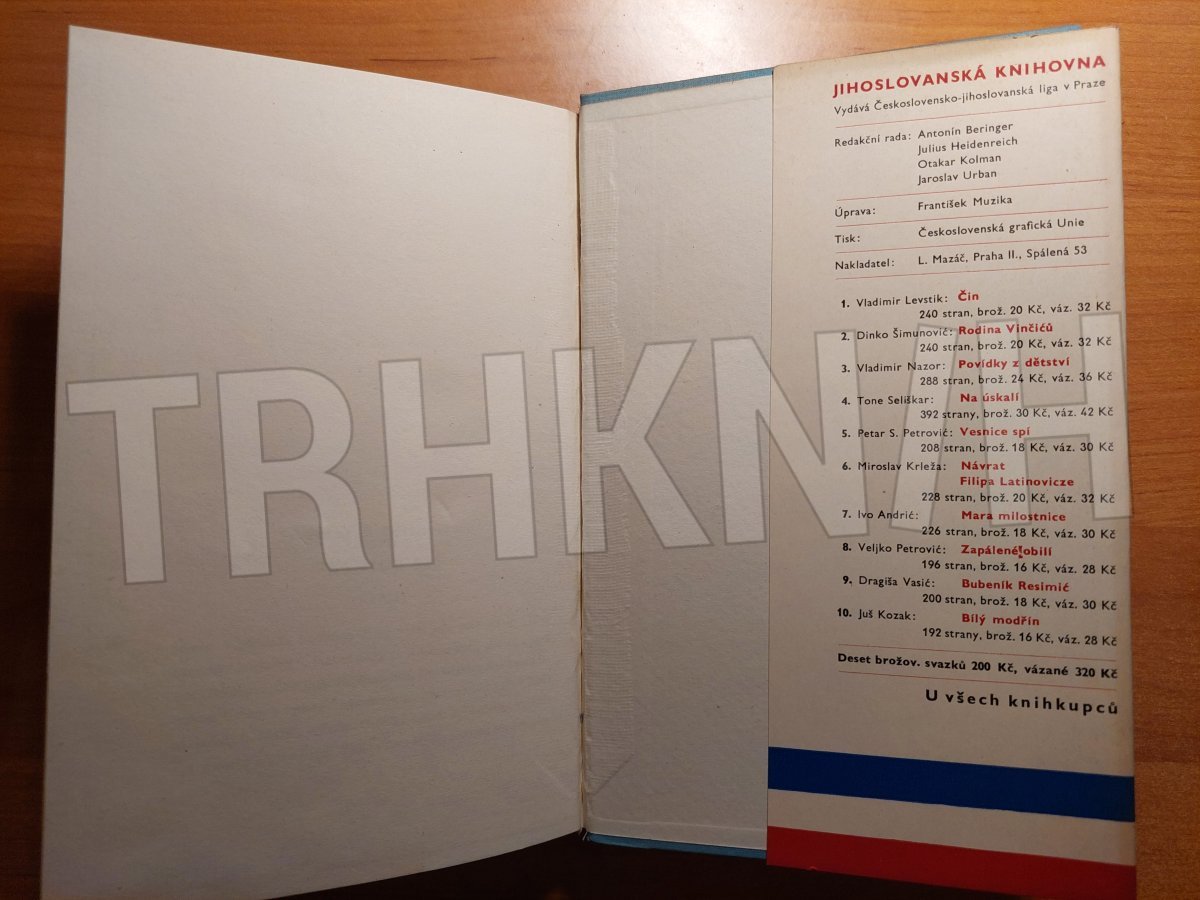 JIHOSLOVANSKÁ KNIHOVNA
Vydává Československo-jihoslovanská liga v Praze
Redakční rada: Antonín Beringer
Julius Heidenreich
Otakar Kolman
Jaroslav Urban
Úprava: František Muzika
Tisk: Československá grafická Unie
Nakladatel: L. Mazáč, Praha II., Spálená 53
1. Vladimir Levstik: Čin
240 stran, brož. 20 Kč, váz. 32 Kč
2. Dinko Šimunović: Rodina Vinčićů
240 stran, brož. 20 Kč, váz. 32 Kč
3. Vladimir Nazor: Povídky z dětství
288 stran, brož. 24 Kč, váz. 36 Kč
4. Tone Seliškar: Na úskalí
392 strany, brož. 30 Kč, váz. 42 Kč
5. Petar S. Petrović: Vesnice spí
208 stran, brož. 18 Kč, váz. 30 Kč
6. Miroslav Krleža: Návrat
Filipa Latinovicze
228 stran, brož. 20 Kč, váz. 32 Kč
7. Ivo Andrić: Mara milostnice
226 stran, brož. 18 Kč, váz. 30 Kč
8. Veljko Petrović: Zapálené obilí
196 stran, brož. 16 Kč, váz. 28 Kč
9. Dragiša Vasić: Bubeník Resimić
200 stran, brož. 18 Kč, váz. 30 Kč
10. Juš Kozak: Bílý modřín
192 strany, brož. 16 Kč, váz. 28 Kč
Deset brožov. svazků 200 Kč, vázané 320 Kč
U všech knihkupců
TRHKNIH